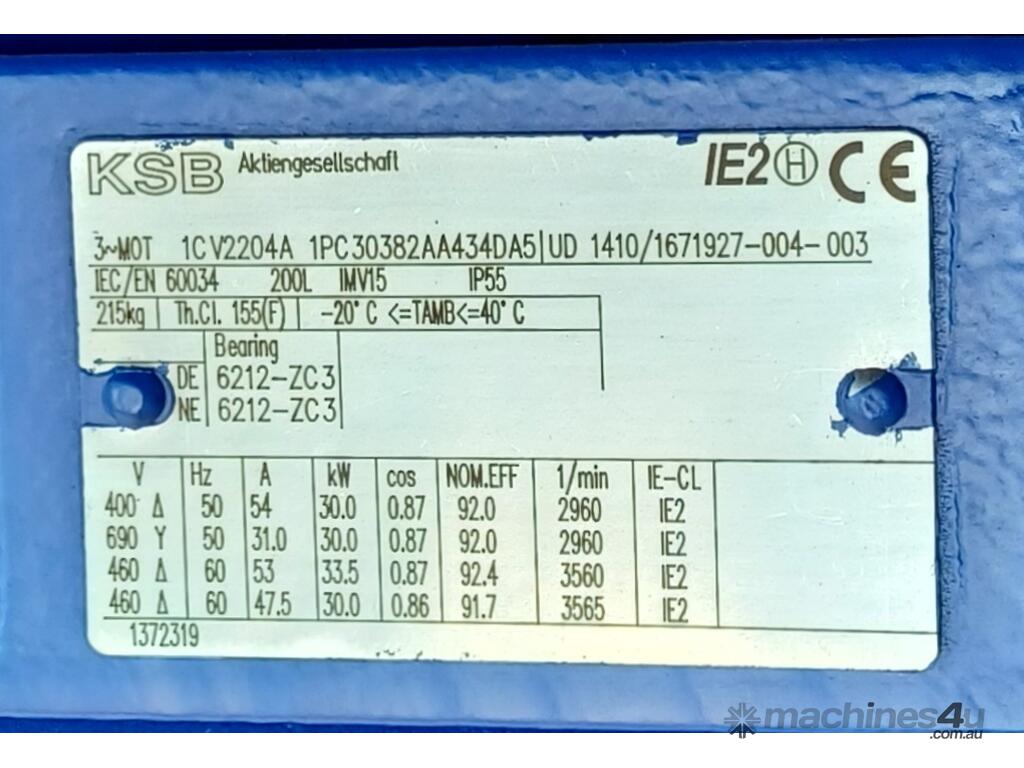 KSB Aktiengesellschaft IE2 H CE
3~MOT 1CV2204A 1PC30382AA434DA5 UD 1410/1671927-004-003
IEC/EN 60034 200L IMV15 IP55
215kg Th.Cl. 155(F) -20°C <=TAMB<=40°C
Bearing
DE 6212-ZC3
NE 6212-ZC3
V Hz A kW cos NOM.EFF 1/min IE-CL
400 Δ 50 54 30.0 0.87 92.0 2960 IE2
690 Y 50 31.0 30.0 0.87 92.0 2960 IE2
460 Δ 60 53 33.5 0.87 92.4 3560 IE2
460 Δ 60 47.5 30.0 0.86 91.7 3565 IE2
1372319
machines4u
.com.au